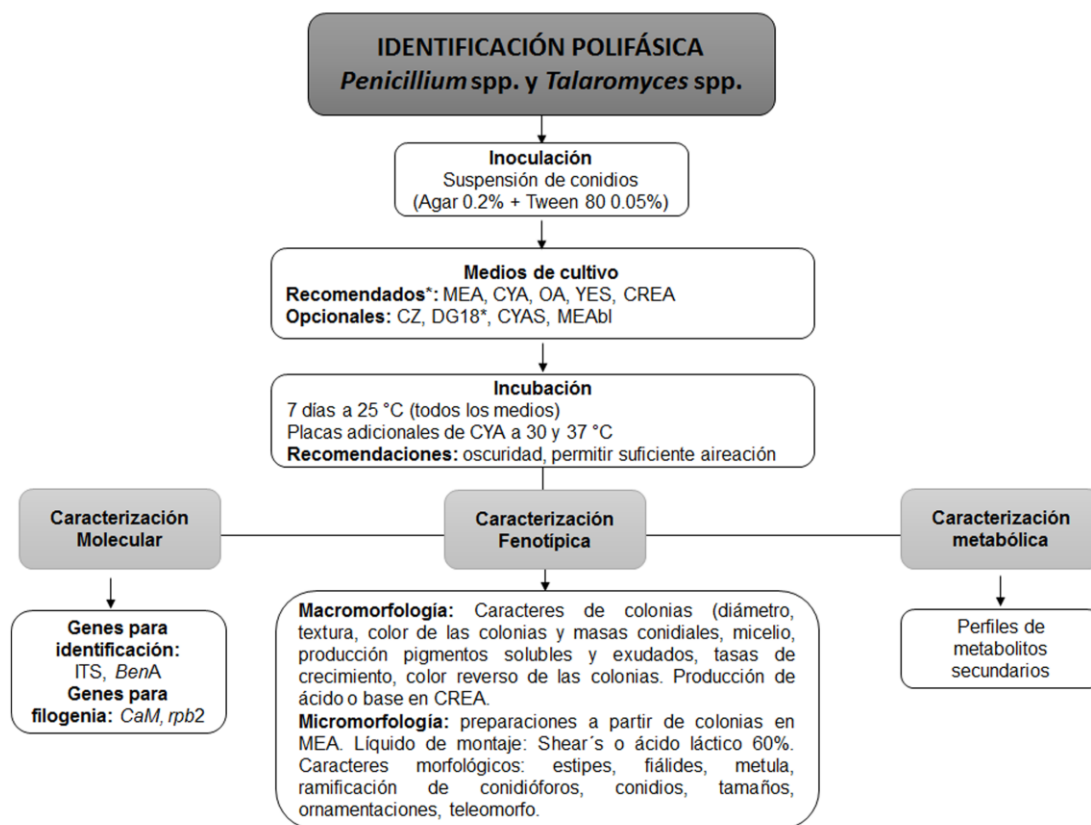 IDENTIFICACIÓN POLIFÁSICA
Penicillium spp. y Talaromyces spp.
Inoculación
Suspensión de conidios
(Agar 0.2% + Tween 80 0.05%)
Medios de cultivo
Recomendados*: MEA, CYA, OA, YES, CREA
Opcionales: CZ, DG18*, CYAS, MEAbl
Incubación
7 días a 25 °C (todos los medios)
Placas adicionales de CYA a 30 y 37 °C
Recomendaciones: oscuridad, permitir suficiente aireación
Caracterización
Molecular
Genes para
identificación:
ITS, BenA
Genes para
filogenia: CaM, rpb2
Caracterización
Fenotípica
Macromorfología: Caracteres de colonias (diámetro,
textura, color de las colonias y masas conidiales, micelio,
producción pigmentos solubles y exudados, tasas de
crecimiento, color reverso de las colonias. Producción de
ácido o base en CREA.
Micromorfología: preparaciones a partir de colonias en
MEA. Líquido de montaje: Shear´s o ácido láctico 60%.
Caracteres morfológicos: estipes, fiálides, metula,
ramificación de conidióforos, conidios, tamaños,
ornamentaciones, teleomorfo.
Caracterización
metabólica
Perfiles de
metabolitos
secundarios